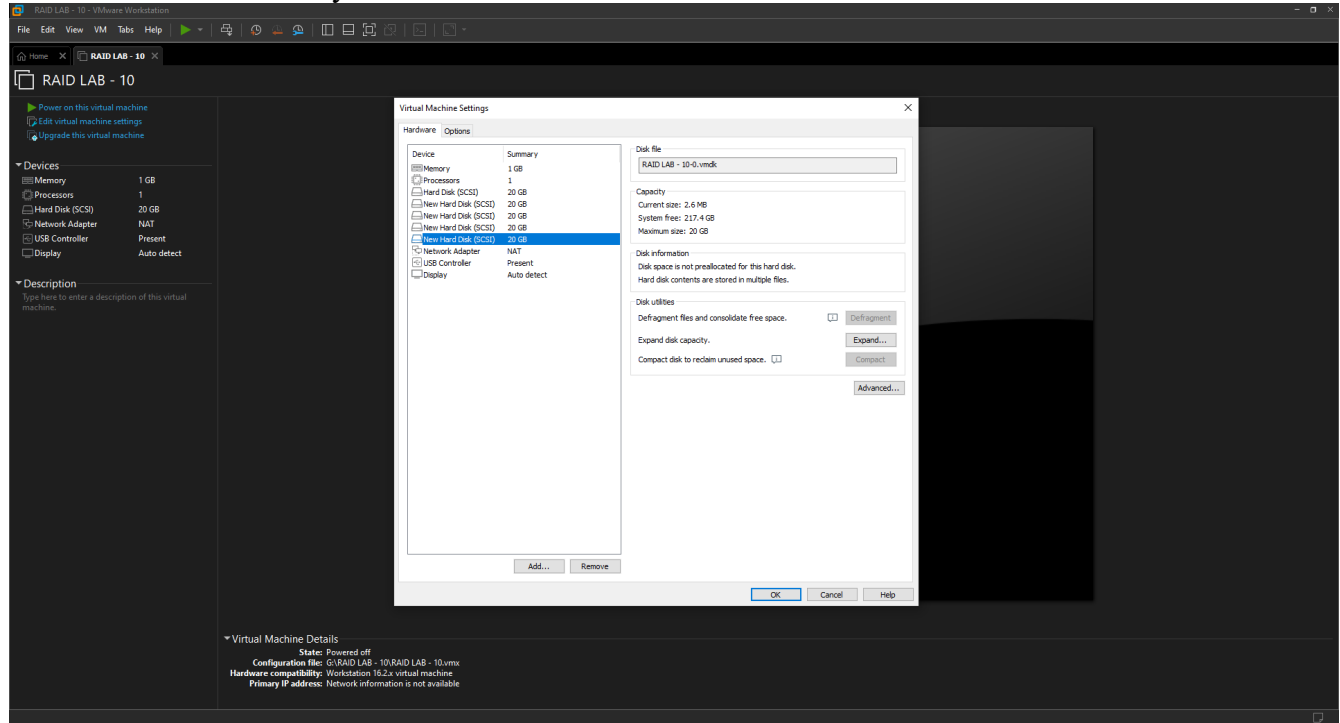 RAID LAB - 10 - VMware Workstation
File Edit View VM Tabs Help
Home RAID LAB - 10
RAID LAB - 10
Power on this virtual machine
Edit virtual machine settings
Upgrade this virtual machine
Devices
Memory 1 GB
Processors 1
Hard Disk (SCSI) 20 GB
Network Adapter NAT
USB Controller Present
Display Auto detect
Description
Type here to enter a description of this virtual
machine.
Virtual Machine Settings
Hardware Options
Device Summary
Memory 1 GB
Processors 1
Hard Disk (SCSI) 20 GB
New Hard Disk (SCSI) 20 GB
New Hard Disk (SCSI) 20 GB
New Hard Disk (SCSI) 20 GB
New Hard Disk (SCSI) 20 GB
Network Adapter NAT
USB Controller Present
Display Auto detect
Add... Remove
Disk file
RAID LAB - 10-0.vmdk
Capacity
Current size: 2.6 MB
System free: 217.4 GB
Maximum size: 20 GB
Disk information
Disk space is not preallocated for this hard disk.
Hard disk contents are stored in multiple files.
Disk utilities
Defragment files and consolidate free space. Defragment
Expand disk capacity. Expand...
Compact disk to reclaim unused space. Compact
Advanced...
OK Cancel Help
Virtual Machine Details
State: Powered off
Configuration file: G:\RAID LAB - 10\RAID LAB - 10.vmx
Hardware compatibility: Workstation 16.2.x virtual machine
Primary IP address: Network information is not available